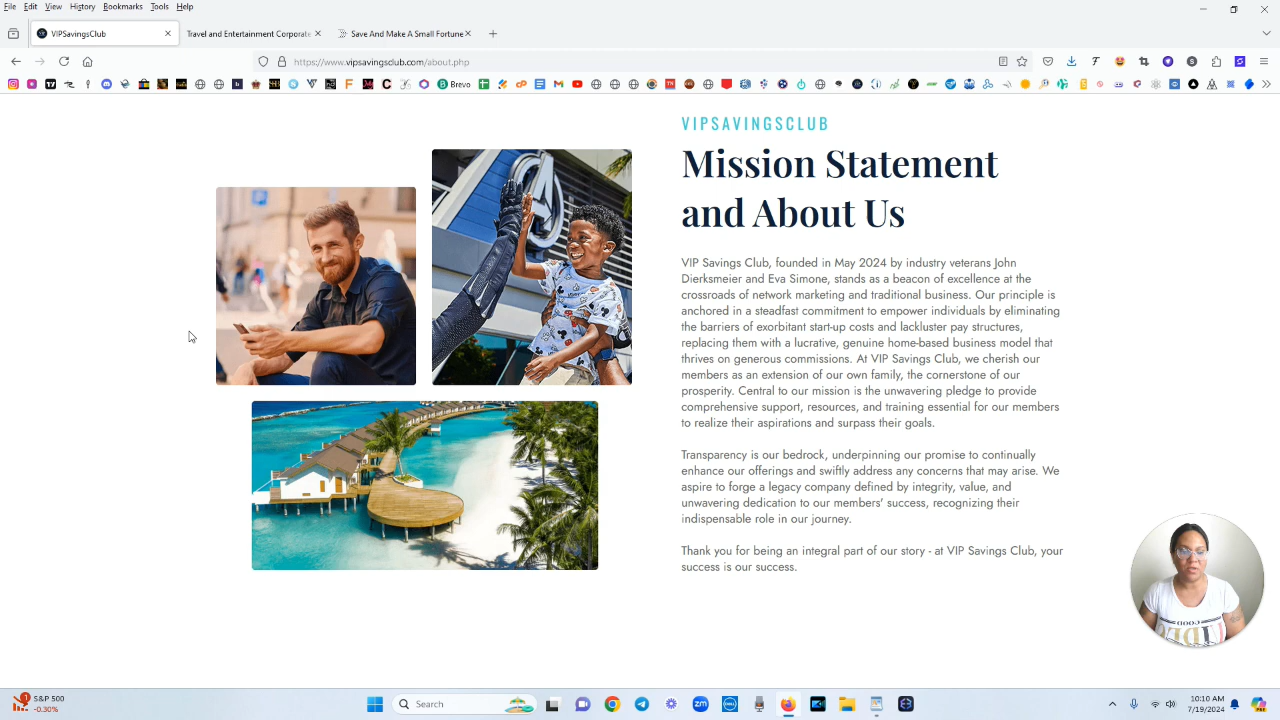 File Edit View History Bookmarks Tools Help
VIPSavingsClub
Travel and Entertainment Corporate
Save And Make A Small Fortune
https://www.vipsavingsclub.com/about.php
Brevo
VIPSAVINGSCLUB
Mission Statement
and About Us
VIP Savings Club, founded in May 2024 by industry veterans John
Dierksmeier and Eva Simone, stands as a beacon of excellence at the
crossroads of network marketing and traditional business. Our principle is
anchored in a steadfast commitment to empower individuals by eliminating
the barriers of exorbitant start-up costs and lackluster pay structures,
replacing them with a lucrative, genuine home-based business model that
thrives on generous commissions. At VIP Savings Club, we cherish our
members as an extension of our own family, the cornerstone of our
prosperity. Central to our mission is the unwavering pledge to provide
comprehensive support, resources, and training essential for our members
to realize their aspirations and surpass their goals.
Transparency is our bedrock, underpinning our promise to continually
enhance our offerings and swiftly address any concerns that may arise. We
aspire to forge a legacy company defined by integrity, value, and
unwavering dedication to our members' success, recognizing their
indispensable role in our journey.
Thank you for being an integral part of our story - at VIP Savings Club, your
success is our success.
S&P 500
-0.30%
Search
10:10 AM
7/19/2024